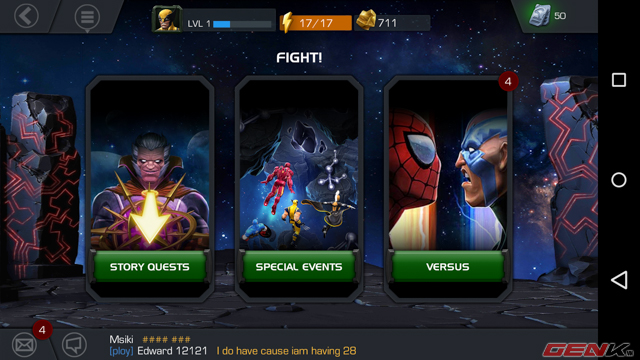 LVL 1
17/17
711
50
FIGHT!
4
STORY QUESTS
SPECIAL EVENTS
VERSUS
4
Msiki #### ###
[ploy] Edward 12121 I do have cause iam having 28
GENK